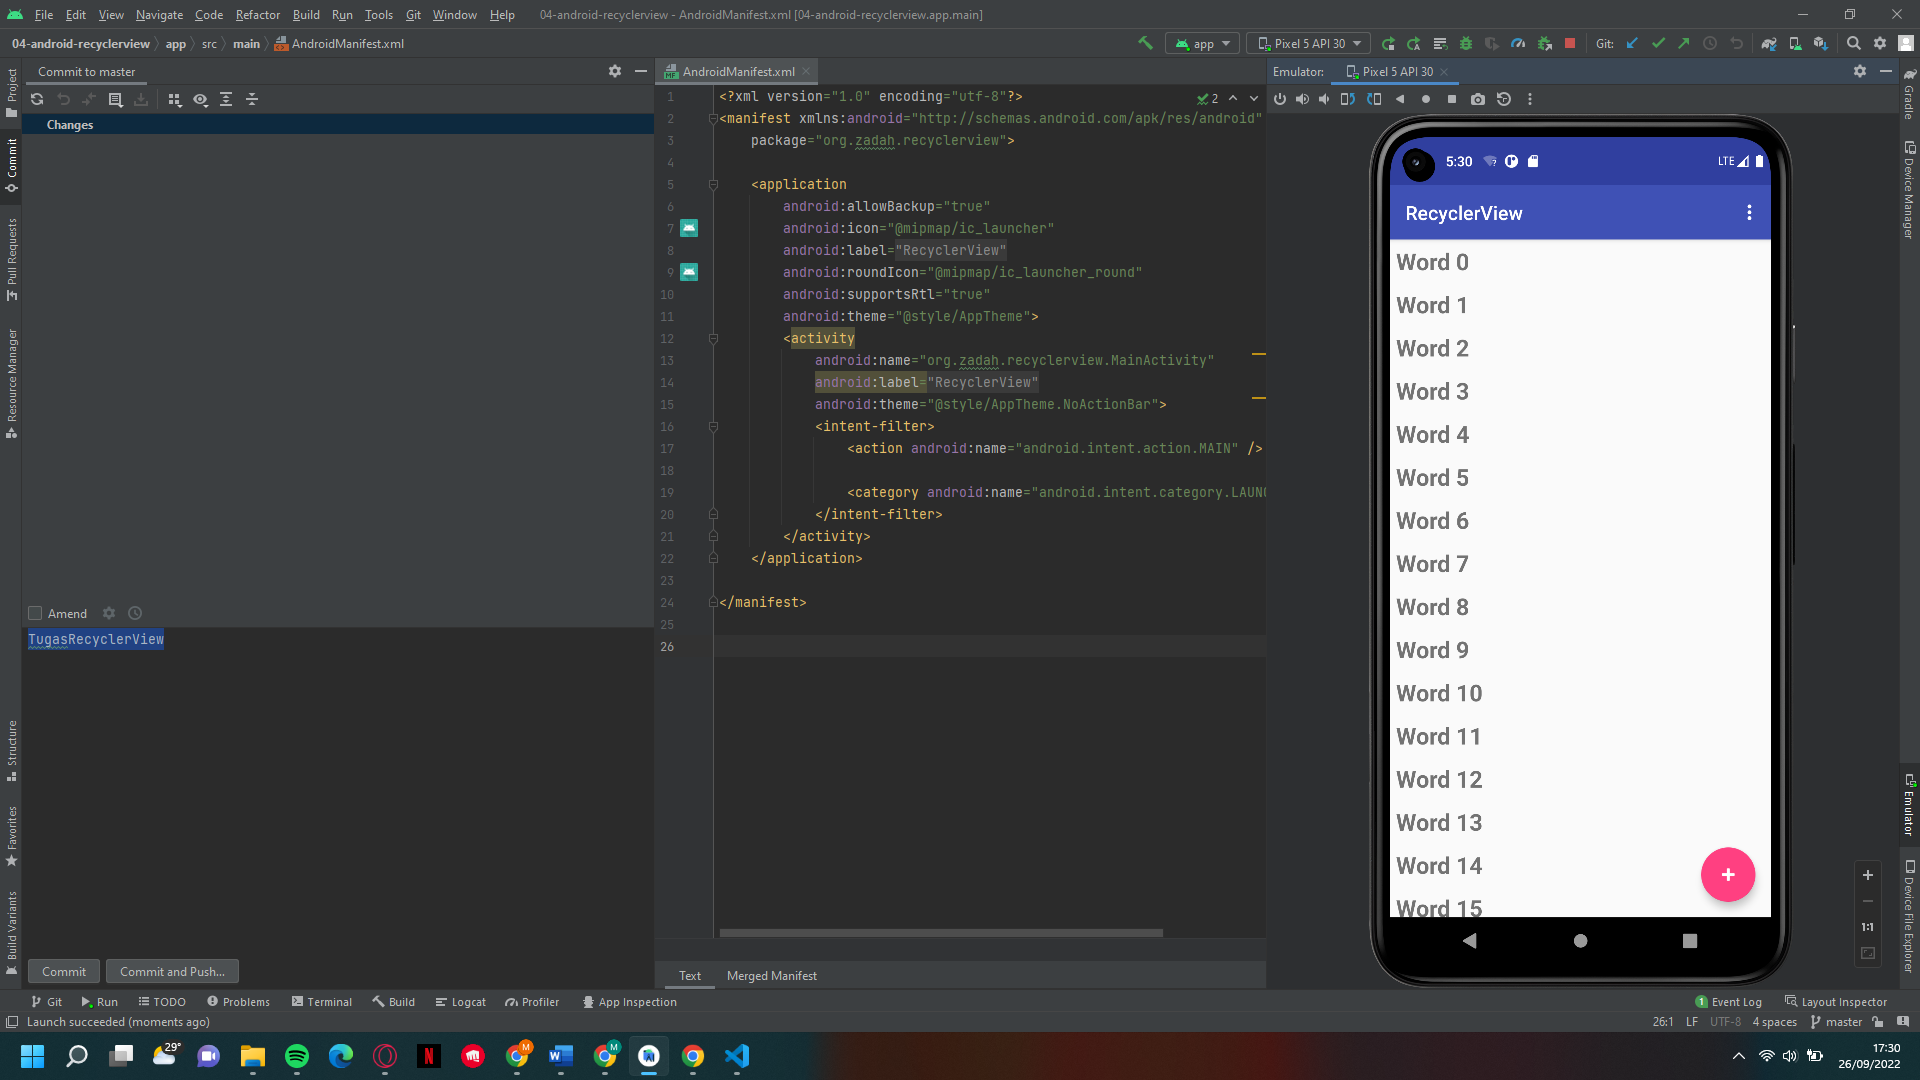 File Edit View Navigate Code Refactor Build Run Tools Git Window Help 04-android-recyclerview - AndroidManifest.xml [04-android-recyclerview.app.main]
04-android-recyclerview app src main AndroidManifest.xml app Pixel 5 API 30 Git:
Project
Commit
Pull Requests
Resource Manager
Structure
Favorites
Build Variants
Commit to master
Changes
Amend
TugasRecyclerView
Commit Commit and Push...
AndroidManifest.xml
2
1 <?xml version="1.0" encoding="utf-8"?>
2 <manifest xmlns:android="http://schemas.android.com/apk/res/android"
3 package="org.zadah.recyclerview">
4
5 <application
6 android:allowBackup="true"
7 android:icon="@mipmap/ic_launcher"
8 android:label="RecyclerView"
9 android:roundIcon="@mipmap/ic_launcher_round"
10 android:supportsRtl="true"
11 android:theme="@style/AppTheme">
12 <activity
13 android:name="org.zadah.recyclerview.MainActivity"
14 android:label="RecyclerView"
15 android:theme="@style/AppTheme.NoActionBar">
16 <intent-filter>
17 <action android:name="android.intent.action.MAIN" />
18
19 <category android:name="android.intent.category.LAUN
20 </intent-filter>
21 </activity>
22 </application>
23
24 </manifest>
25
26
Text Merged Manifest
Emulator: Pixel 5 API 30
5:30 LTE
RecyclerView
Word 0
Word 1
Word 2
Word 3
Word 4
Word 5
Word 6
Word 7
Word 8
Word 9
Word 10
Word 11
Word 12
Word 13
Word 14
Word 15
1:1
Gradle
Device Manager
Emulator
Device File Explorer
Git Run TODO Problems Terminal Build Logcat Profiler App Inspection 1 Event Log Layout Inspector
Launch succeeded (moments ago) 26:1 LF UTF-8 4 spaces master
29°
17:30
26/09/2022